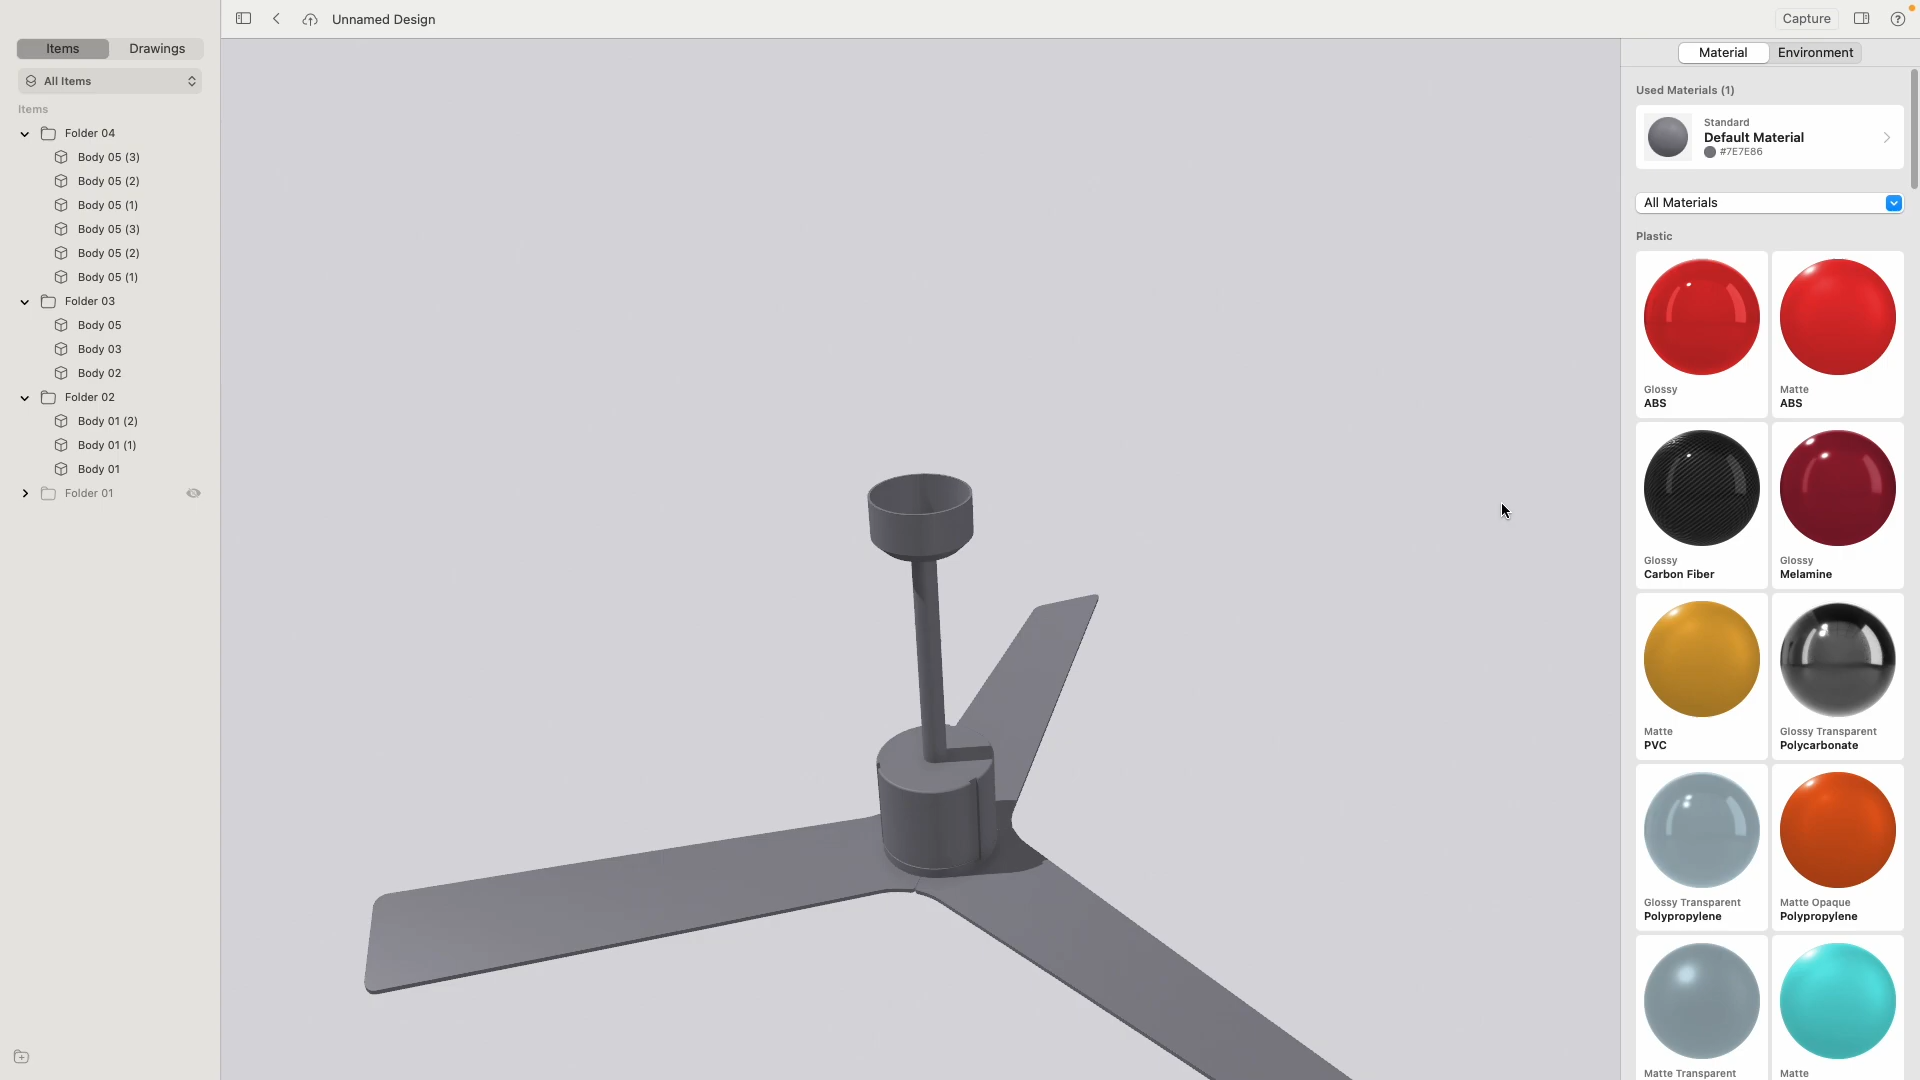 Unnamed Design
Capture
Items
Drawings
All Items
Items
Folder 04
Body 05 (3)
Body 05 (2)
Body 05 (1)
Body 05 (3)
Body 05 (2)
Body 05 (1)
Folder 03
Body 05
Body 03
Body 02
Folder 02
Body 01 (2)
Body 01 (1)
Body 01
Folder 01
Material
Environment
Used Materials (1)
Standard
Default Material
#7E7E86
All Materials
Plastic
Glossy
ABS
Matte
ABS
Glossy
Carbon Fiber
Glossy
Melamine
Matte
PVC
Glossy Transparent
Polycarbonate
Glossy Transparent
Polypropylene
Matte Opaque
Polypropylene
Matte Transparent
Matte